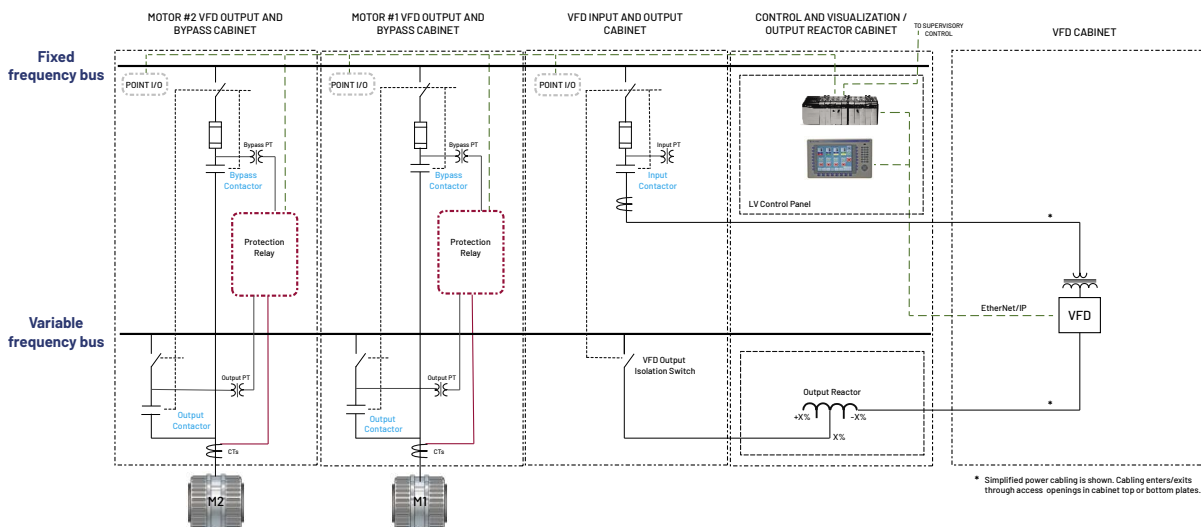 MOTOR #2 VFD OUTPUT AND
BYPASS CABINET
MOTOR #1 VFD OUTPUT AND
BYPASS CABINET
VFD INPUT AND OUTPUT
CABINET
CONTROL AND VISUALIZATION /
OUTPUT REACTOR CABINET
TO SUPERVISORY
CONTROL
VFD CABINET
Fixed
frequency bus
POINT I/O
POINT I/O
POINT I/O
Bypass PT
Bypass
Contactor
Bypass PT
Bypass
Contactor
Input PT
Input
Contactor
LV Control Panel
*
Protection
Relay
Protection
Relay
EtherNet/IP
VFD
Variable
frequency bus
Output PT
Output
Contactor
Output PT
Output
Contactor
VFD Output
Isolation Switch
Output Reactor
+X%
-X%
X%
*
CTs
CTs
M2
M1
* Simplified power cabling is shown. Cabling enters/exits
through access openings in cabinet top or bottom plates.